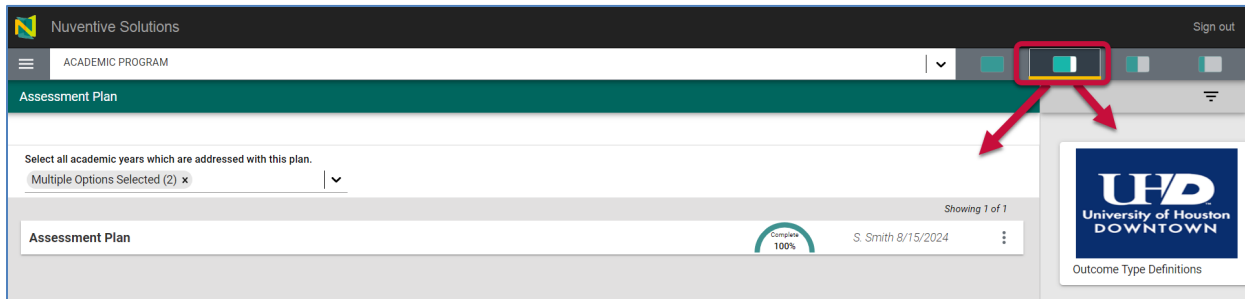 Nuventive Solutions
Sign out
ACADEMIC PROGRAM
Assessment Plan
Select all academic years which are addressed with this plan.
Multiple Options Selected (2) ×
Showing 1 of 1
Assessment Plan
Complete
100%
S. Smith 8/15/2024
UHD
University of Houston
DOWNTOWN
Outcome Type Definitions